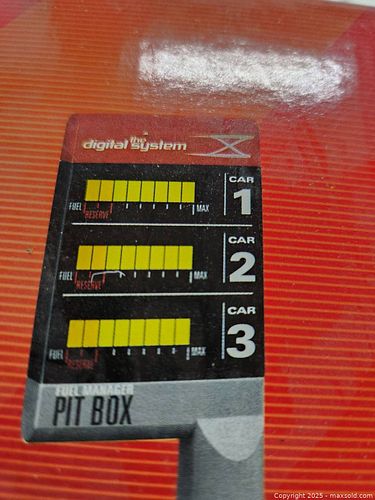 the
digital system X
CAR
1
FUEL RESERVE MAX
CAR
2
FUEL RESERVE MAX
CAR
3
FUEL RESERVE MAX
FUEL MANAGER
PIT BOX
Copyright © 2025 - maxsold.com